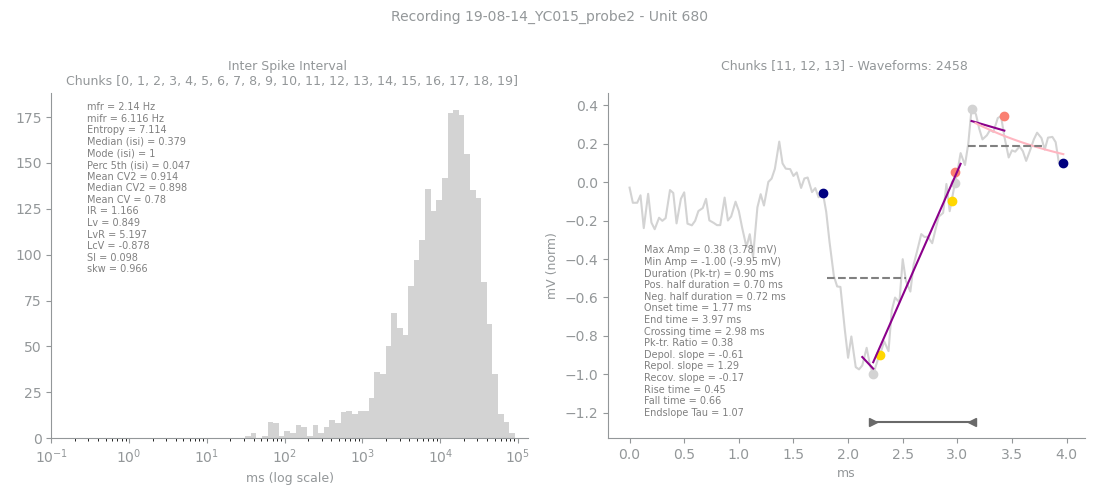 Recording 19-08-14_YC015_probe2 - Unit 680
Inter Spike Interval
Chunks [0, 1, 2, 3, 4, 5, 6, 7, 8, 9, 10, 11, 12, 13, 14, 15, 16, 17, 18, 19]
175
150
125
100
75
50
25
0
mfr = 2.14 Hz
mifr = 6.116 Hz
Entropy = 7.114
Median (isi) = 0.379
Mode (isi) = 1
Perc 5th (isi) = 0.047
Mean CV2 = 0.914
Median CV2 = 0.898
Mean CV = 0.78
IR = 1.166
Lv = 0.849
LvR = 5.197
LcV = -0.878
SI = 0.098
skw = 0.966
10⁻¹ 10⁰ 10¹ 10² 10³ 10⁴ 10⁵
ms (log scale)
Chunks [11, 12, 13] - Waveforms: 2458
mV (norm)
0.4
0.2
0.0
−0.2
−0.4
−0.6
−0.8
−1.0
−1.2
Max Amp = 0.38 (3.78 mV)
Min Amp = -1.00 (-9.95 mV)
Duration (Pk-tr) = 0.90 ms
Pos. half duration = 0.70 ms
Neg. half duration = 0.72 ms
Onset time = 1.77 ms
End time = 3.97 ms
Crossing time = 2.98 ms
Pk-tr. Ratio = 0.38
Depol. slope = -0.61
Repol. slope = 1.29
Recov. slope = -0.17
Rise time = 0.45
Fall time = 0.66
Endslope Tau = 1.07
0.0 0.5 1.0 1.5 2.0 2.5 3.0 3.5 4.0
ms